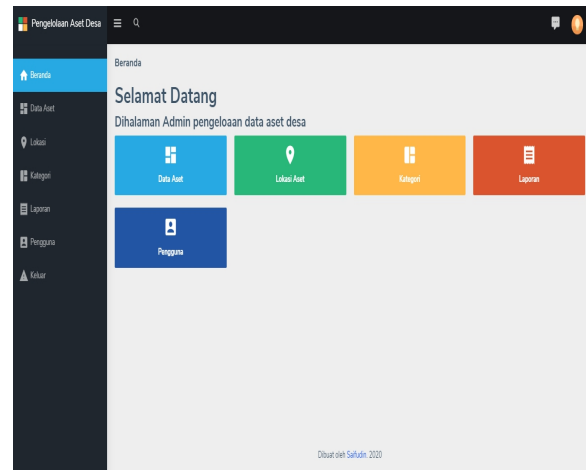 Pengelolaan Aset Desa
Beranda
Data Aset
Lokasi
Kategori
Laporan
Pengguna
Keluar
Beranda
Selamat Datang
Dihalaman Admin pengeloaan data aset desa
Data Aset
Lokasi Aset
Kategori
Laporan
Pengguna
Dibuat oleh Saifudin. 2020